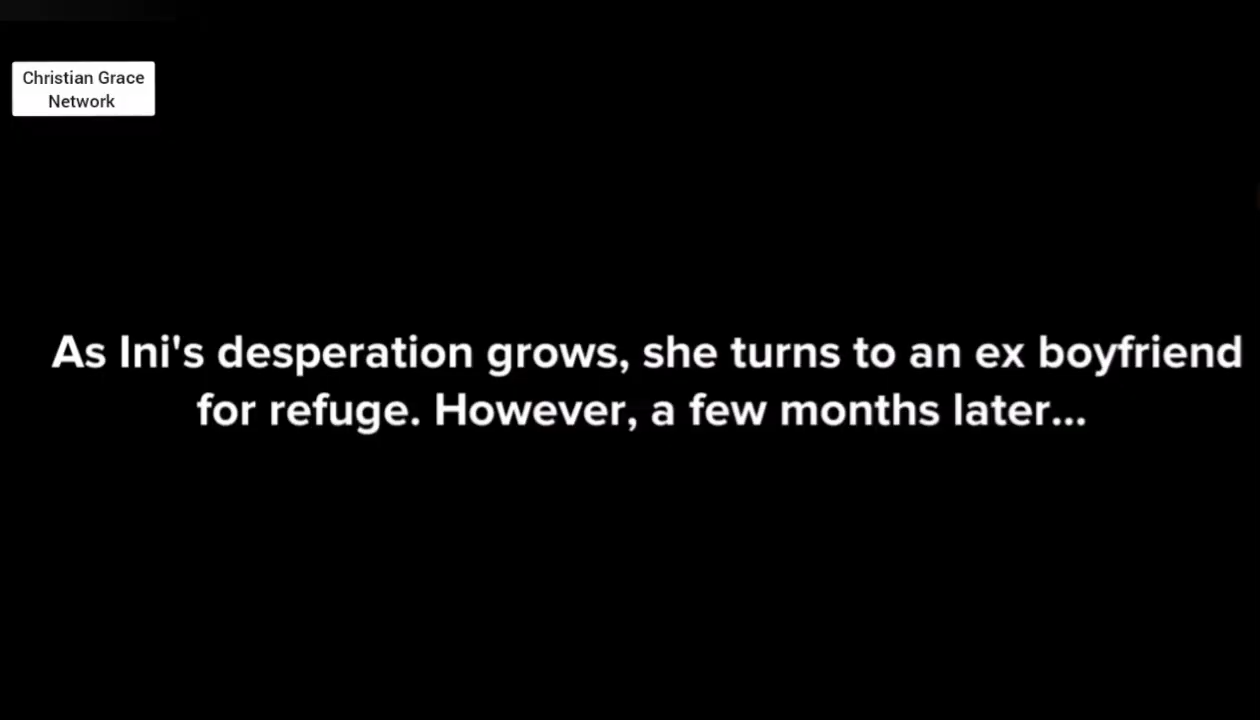 Christian Grace
Network
As Ini's desperation grows, she turns to an ex boyfriend
for refuge. However, a few months later...